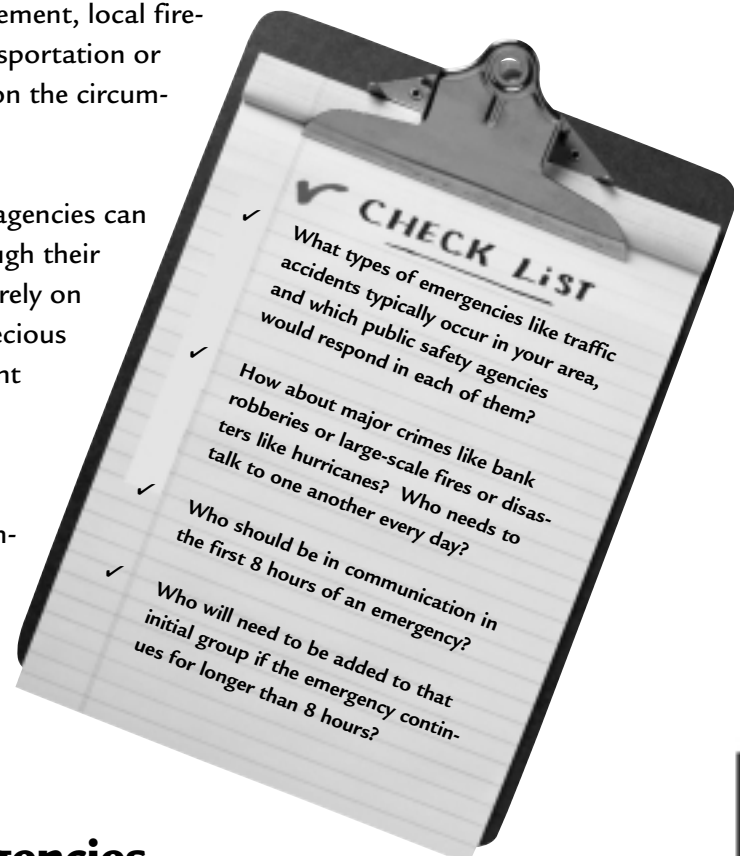 ement, local fire-
sportation or
on the circum-
agencies can
ugh their
rely on
ecious
nt
n-
✓ CHECK LiST
✓ What types of emergencies like traffic
accidents typically occur in your area,
and which public safety agencies
would respond in each of them?
✓ How about major crimes like bank
robberies or large-scale fires or disas-
ters like hurricanes? Who needs to
talk to one another every day?
✓ Who should be in communication in
the first 8 hours of an emergency?
✓ Who will need to be added to that
initial group if the emergency contin-
ues for longer than 8 hours?
gencies